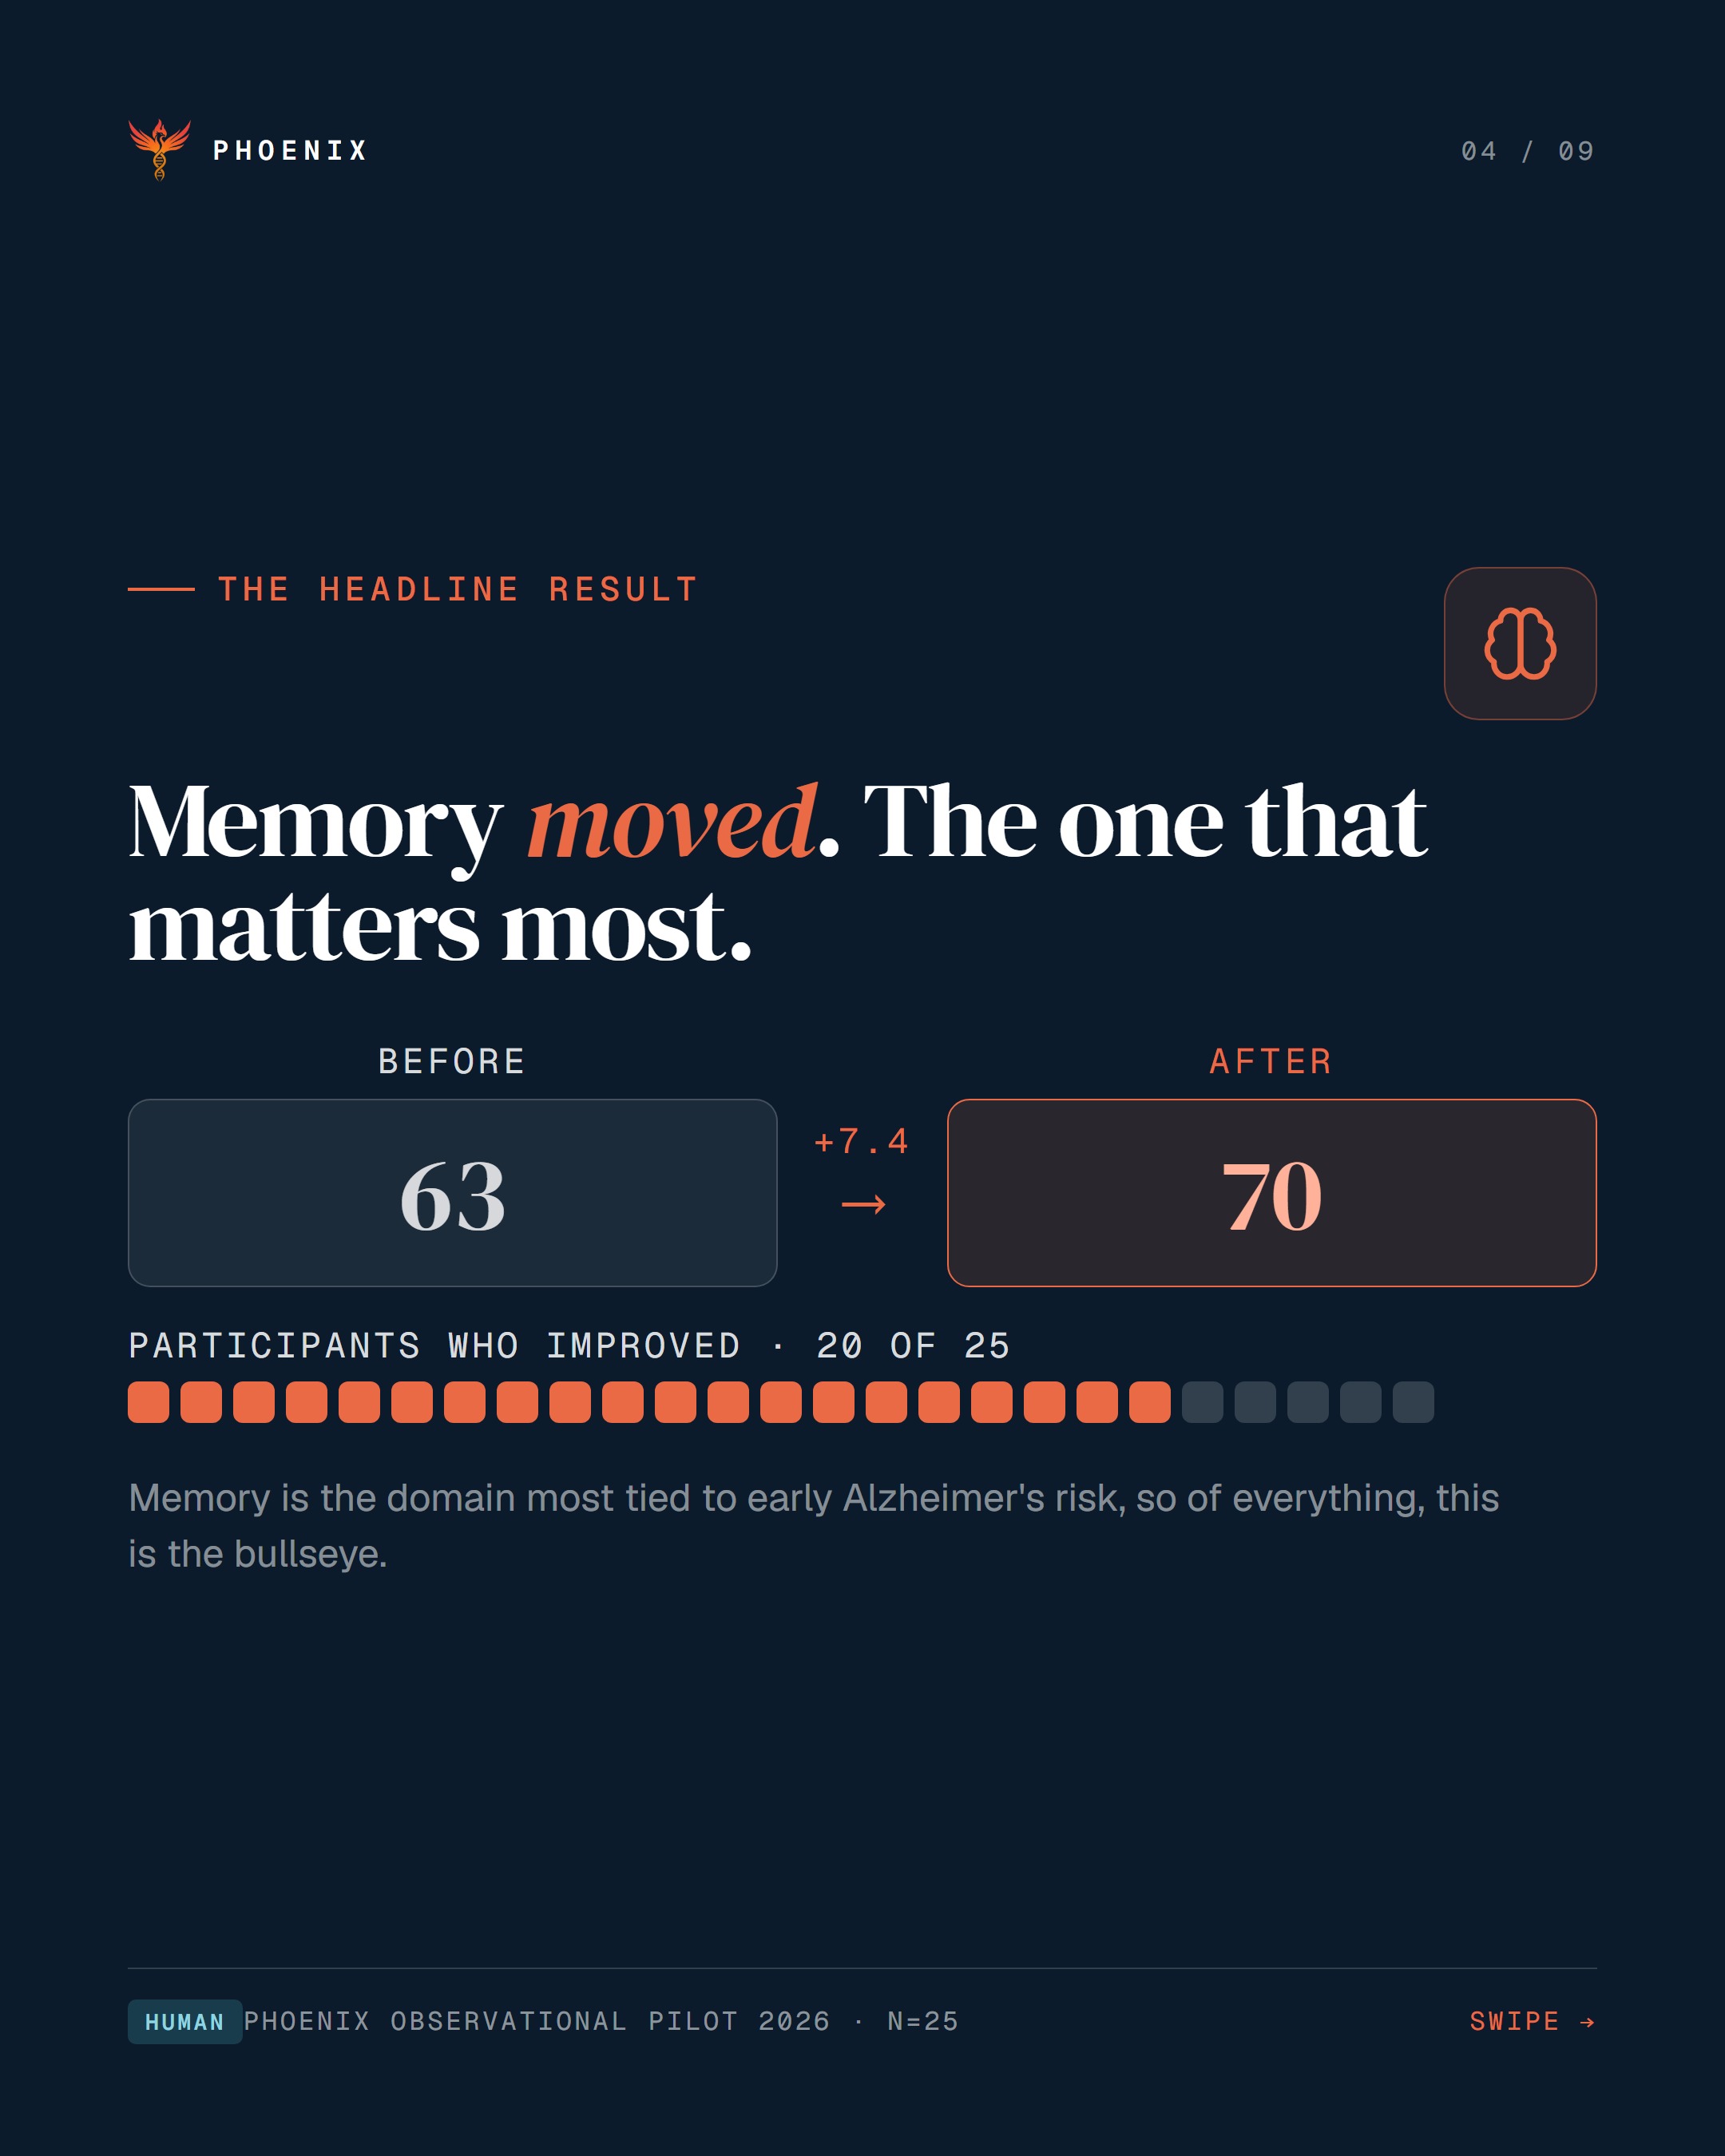 PHOENIX
04 / 09
THE HEADLINE RESULT
Memory moved. The one that
matters most.
BEFORE
AFTER
63
+7.4
→
70
PARTICIPANTS WHO IMPROVED · 20 OF 25
Memory is the domain most tied to early Alzheimer's risk, so of everything, this
is the bullseye.
HUMAN PHOENIX OBSERVATIONAL PILOT 2026 · N=25
SWIPE →